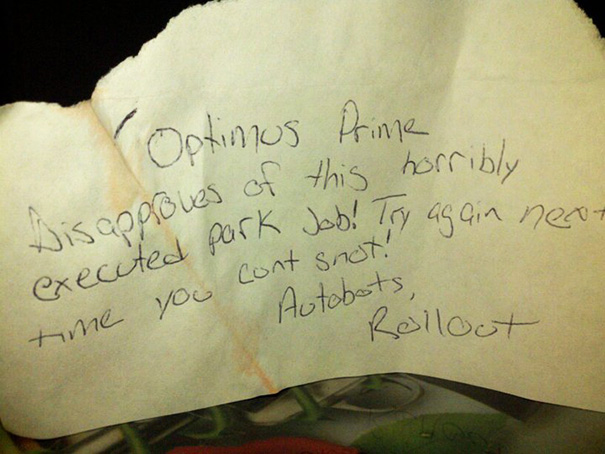 Optimus Prime
Disapproves of this horribly
executed park Job! Try again next
time you cunt snot!
Autobots,
Rollout